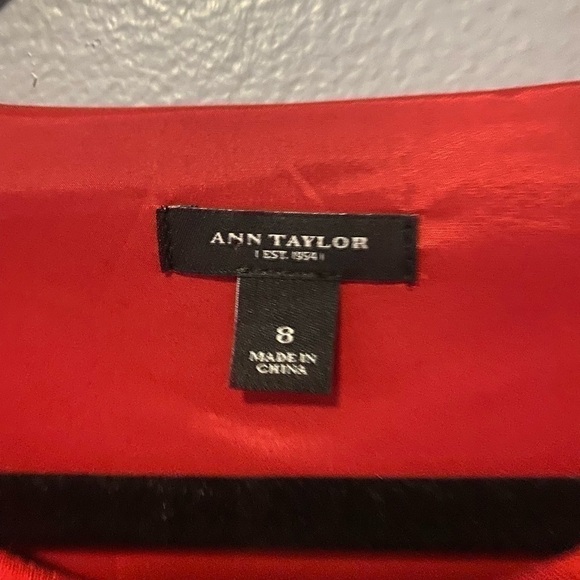 ANN TAYLOR
EST. 1954
8
MADE IN
CHINA